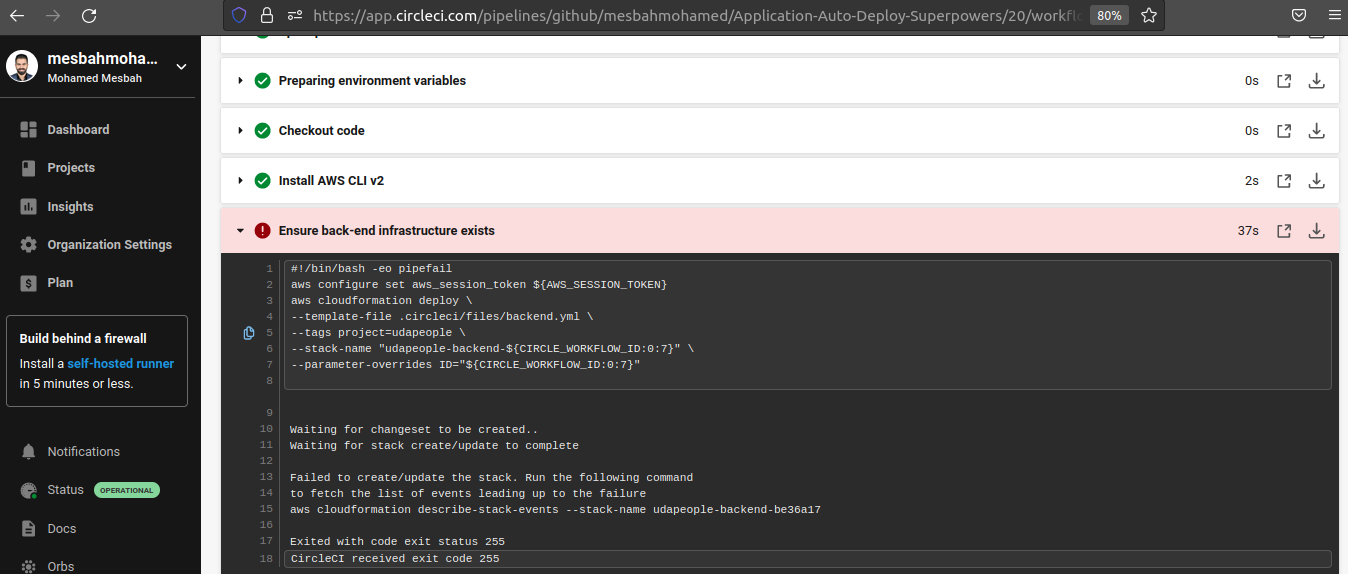 https://app.circleci.com/pipelines/github/mesbahmohamed/Application-Auto-Deploy-Superpowers/20/workfl
80%
mesbahmoha...
Mohamed Mesbah
Dashboard
Projects
Insights
Organization Settings
Plan
Build behind a firewall
Install a self-hosted runner
in 5 minutes or less.
Notifications
Status OPERATIONAL
Docs
Orbs
Preparing environment variables 0s
Checkout code 0s
Install AWS CLI v2 2s
Ensure back-end infrastructure exists 37s
1 #!/bin/bash -eo pipefail
2 aws configure set aws_session_token ${AWS_SESSION_TOKEN}
3 aws cloudformation deploy \
4 --template-file .circleci/files/backend.yml \
5 --tags project=udapeople \
6 --stack-name "udapeople-backend-${CIRCLE_WORKFLOW_ID:0:7}" \
7 --parameter-overrides ID="${CIRCLE_WORKFLOW_ID:0:7}"
8
9
10 Waiting for changeset to be created..
11 Waiting for stack create/update to complete
12
13 Failed to create/update the stack. Run the following command
14 to fetch the list of events leading up to the failure
15 aws cloudformation describe-stack-events --stack-name udapeople-backend-be36a17
16
17 Exited with code exit status 255
18 CircleCI received exit code 255